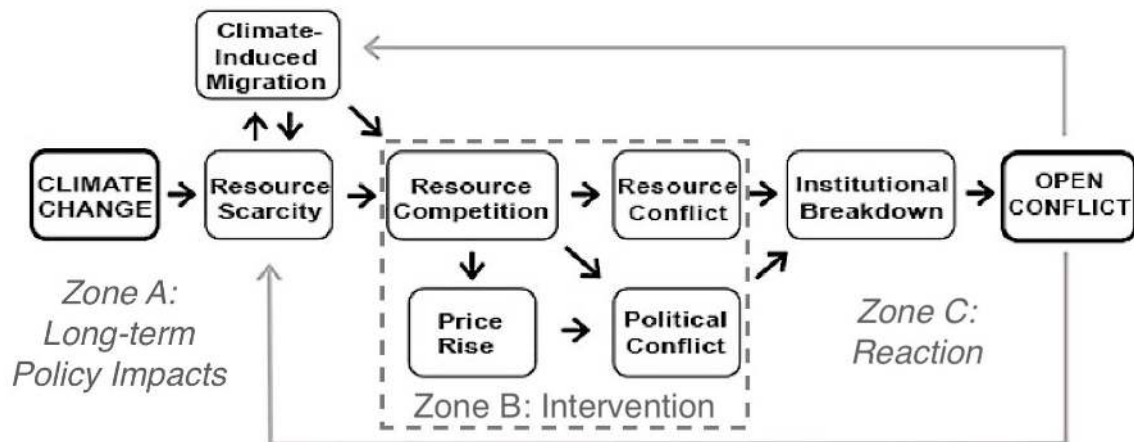 Climate-
Induced
Migration
CLIMATE
CHANGE
Resource
Scarcity
Resource
Competition
Resource
Conflict
Institutional
Breakdown
OPEN
CONFLICT
Zone A:
Long-term
Policy Impacts
Price
Rise
Political
Conflict
Zone C:
Reaction
Zone B: Intervention